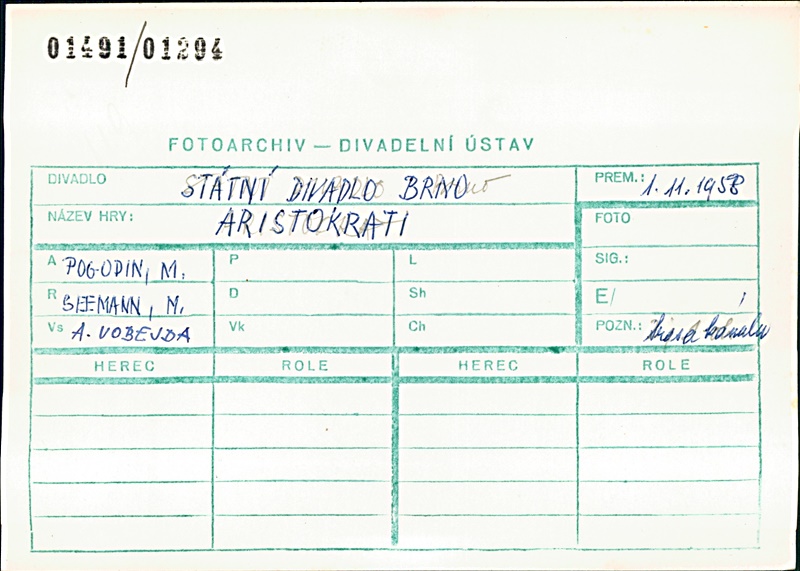 01491/01294
FOTOARCHIV — DIVADELNÍ ÚSTAV
DIVADLO STÁTNÍ DIVADLO BRNO PREM.: 1.11.1958
NÁZEV HRY: ARISTOKRATI FOTO
A POGODIN, M. P L SIG.:
R D Sh E/ ;
Vs A. VOBEJDA Vk Ch POZN.:
HEREC ROLE HEREC ROLE